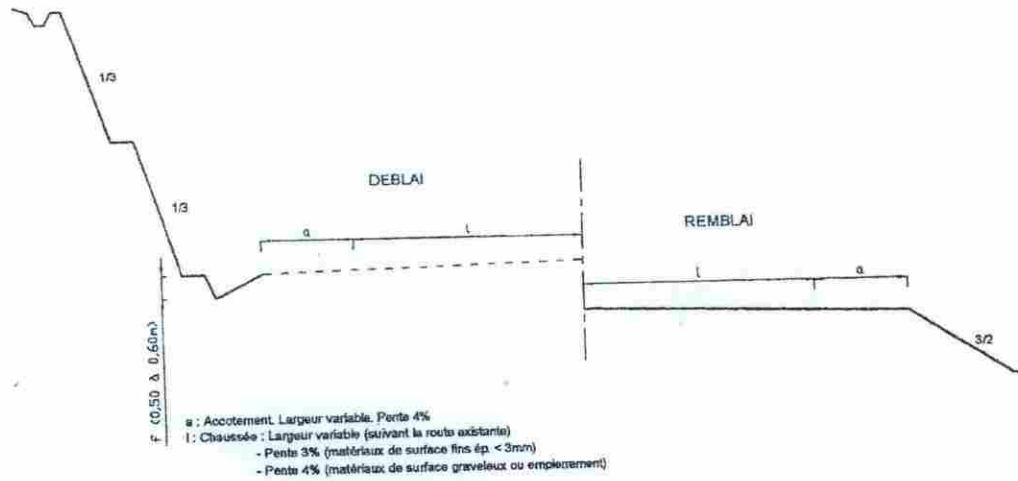 1/3
DEBLAI
1/3
REMBLAI
a
l
l
a
3/2
F (0,50 à 0,60m)
a : Accotement. Largeur variable. Pente 4%
l : Chaussée : Largeur variable (suivant la route existante)
- Pente 3% (matériaux de surface fins ép. < 3mm)
- Pente 4% (matériaux de surface graveleux ou empierrement)